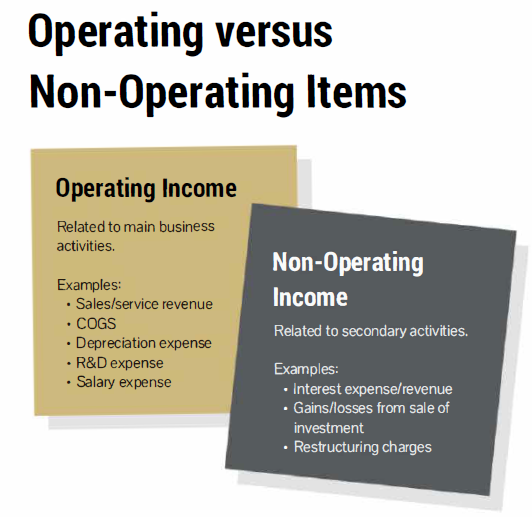 Operating versus
Non-Operating Items
Operating Income
Related to main business
activities.
Examples:
• Sales/service revenue
• COGS
• Depreciation expense
• R&D expense
• Salary expense
Non-Operating
Income
Related to secondary activities.
Examples:
• Interest expense/revenue
• Gains/losses from sale of
investment
• Restructuring charges